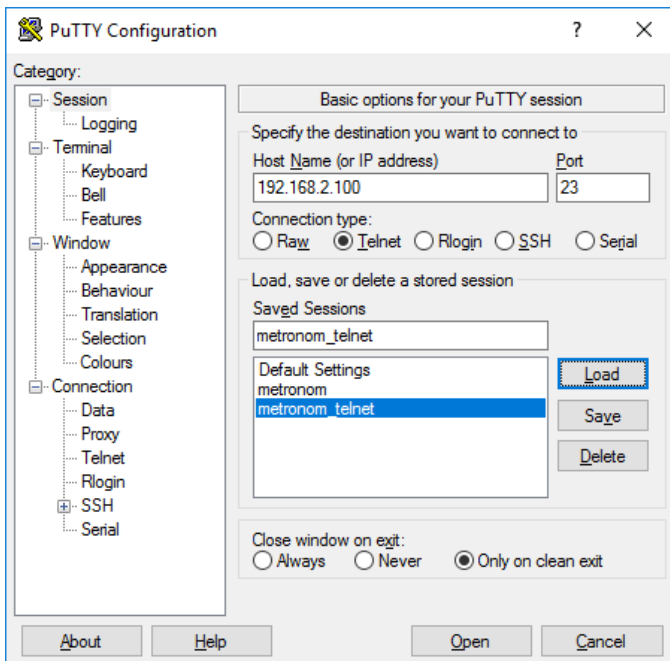 PuTTY Configuration
?
Category:
Session
Logging
Terminal
Keyboard
Bell
Features
Window
Appearance
Behaviour
Translation
Selection
Colours
Connection
Data
Proxy
Telnet
Rlogin
SSH
Serial
Basic options for your PuTTY session
Specify the destination you want to connect to
Host Name (or IP address) Port
192.168.2.100 23
Connection type:
Raw Telnet Rlogin SSH Serial
Load, save or delete a stored session
Saved Sessions
metronom_telnet
Default Settings
metronom
metronom_telnet
Load
Save
Delete
Close window on exit:
Always Never Only on clean exit
About Help Open Cancel